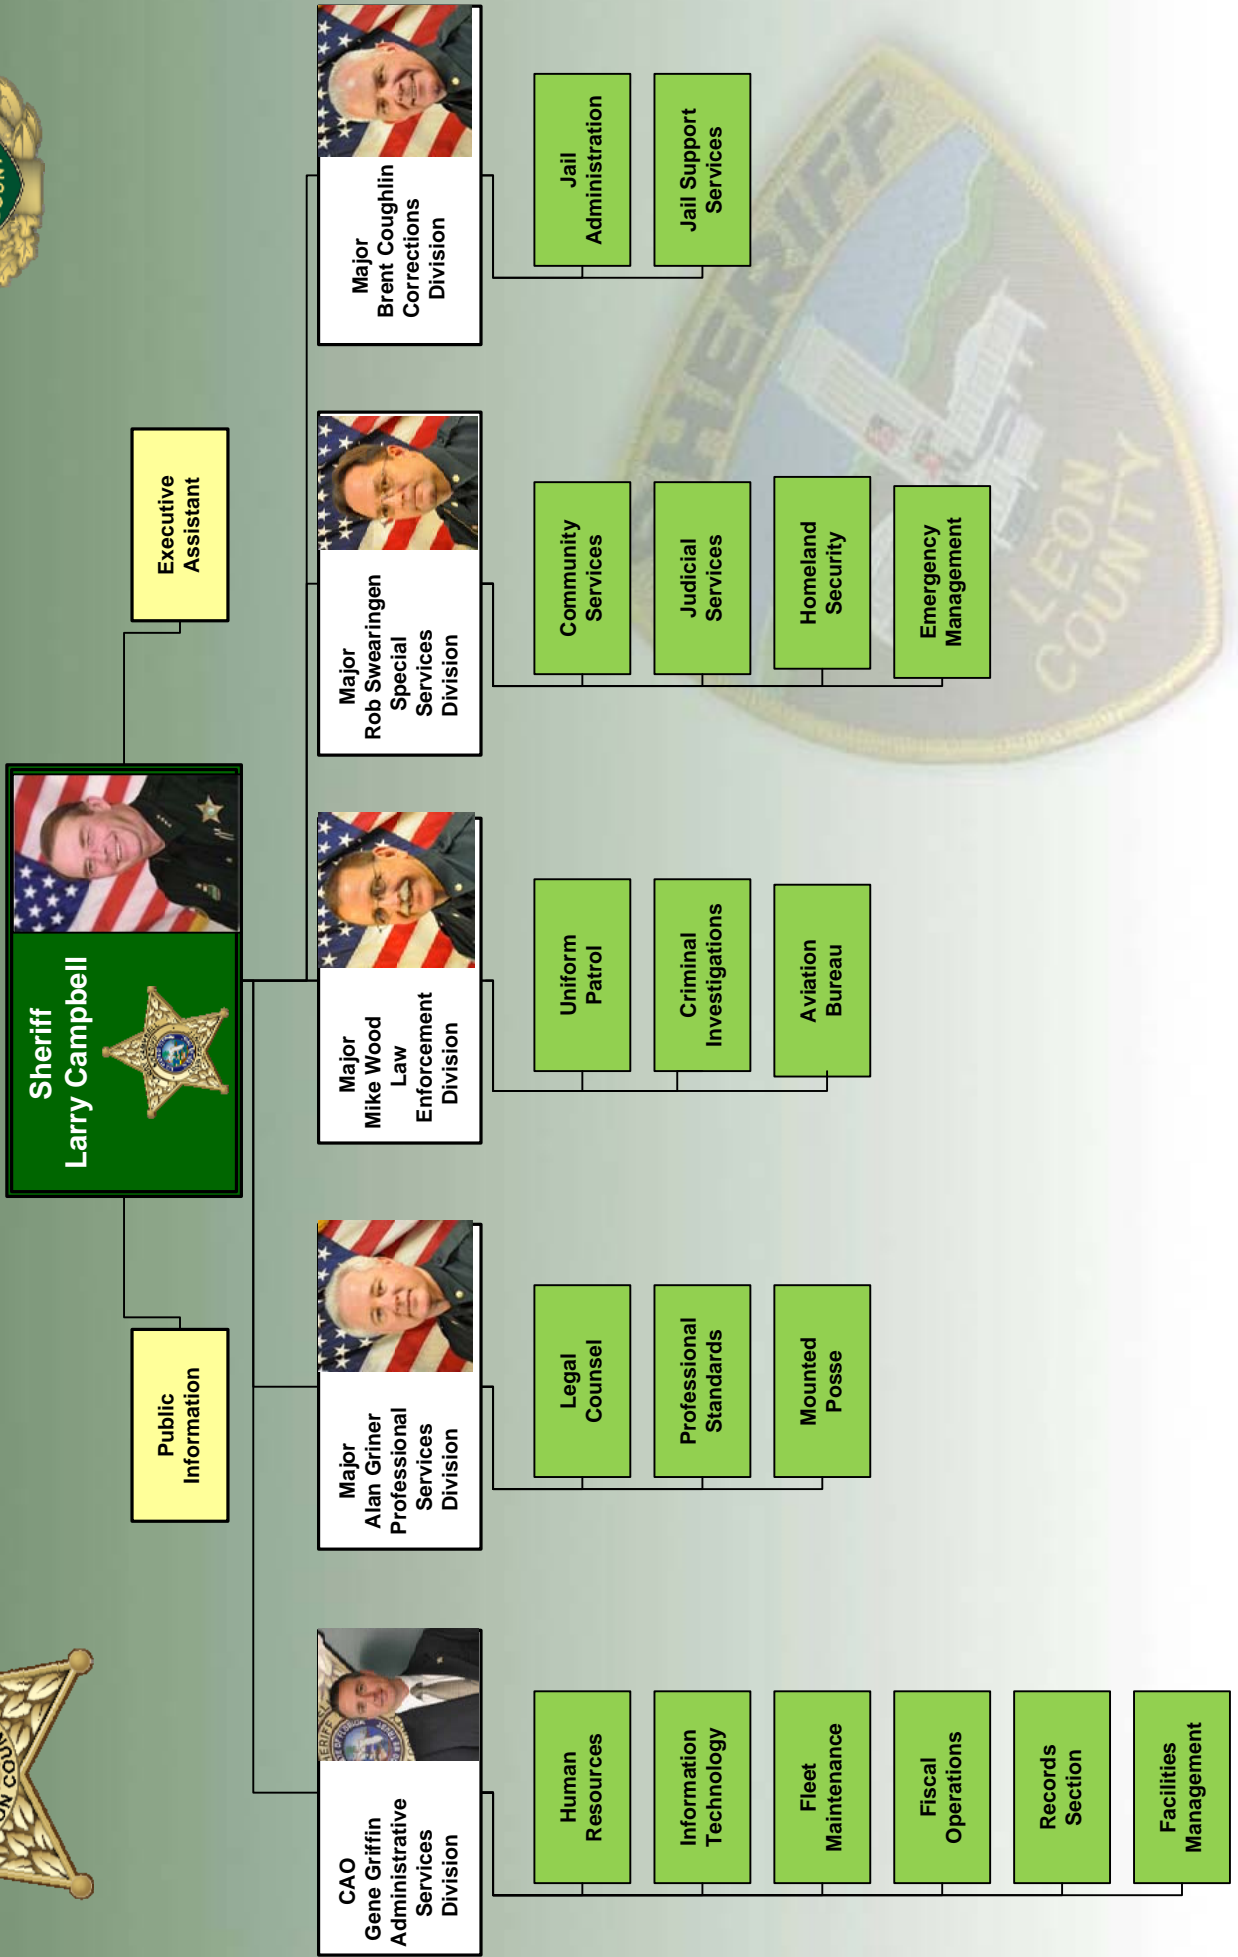 Sheriff
Larry Campbell
Public
Information
Executive
Assistant
CAO
Gene Griffin
Administrative
Services
Division
Major
Alan Griner
Professional
Services
Division
Major
Mike Wood
Law
Enforcement
Division
Major
Rob Swearingen
Special
Services
Division
Major
Brent Coughlin
Corrections
Division
Human
Resources
Information
Technology
Fleet
Maintenance
Fiscal
Operations
Records
Section
Facilities
Management
Legal
Counsel
Professional
Standards
Mounted
Posse
Uniform
Patrol
Criminal
Investigations
Aviation
Bureau
Community
Services
Judicial
Services
Homeland
Security
Emergency
Management
Jail
Administration
Jail Support
Services
SHERIFF
LEON
COUNTY